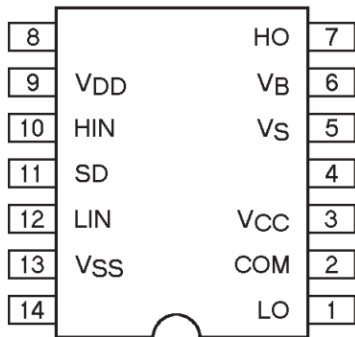 8 HO 7
9 VDD VB 6
10 HIN VS 5
11 SD 4
12 LIN VCC 3
13 VSS COM 2
14 LO 1